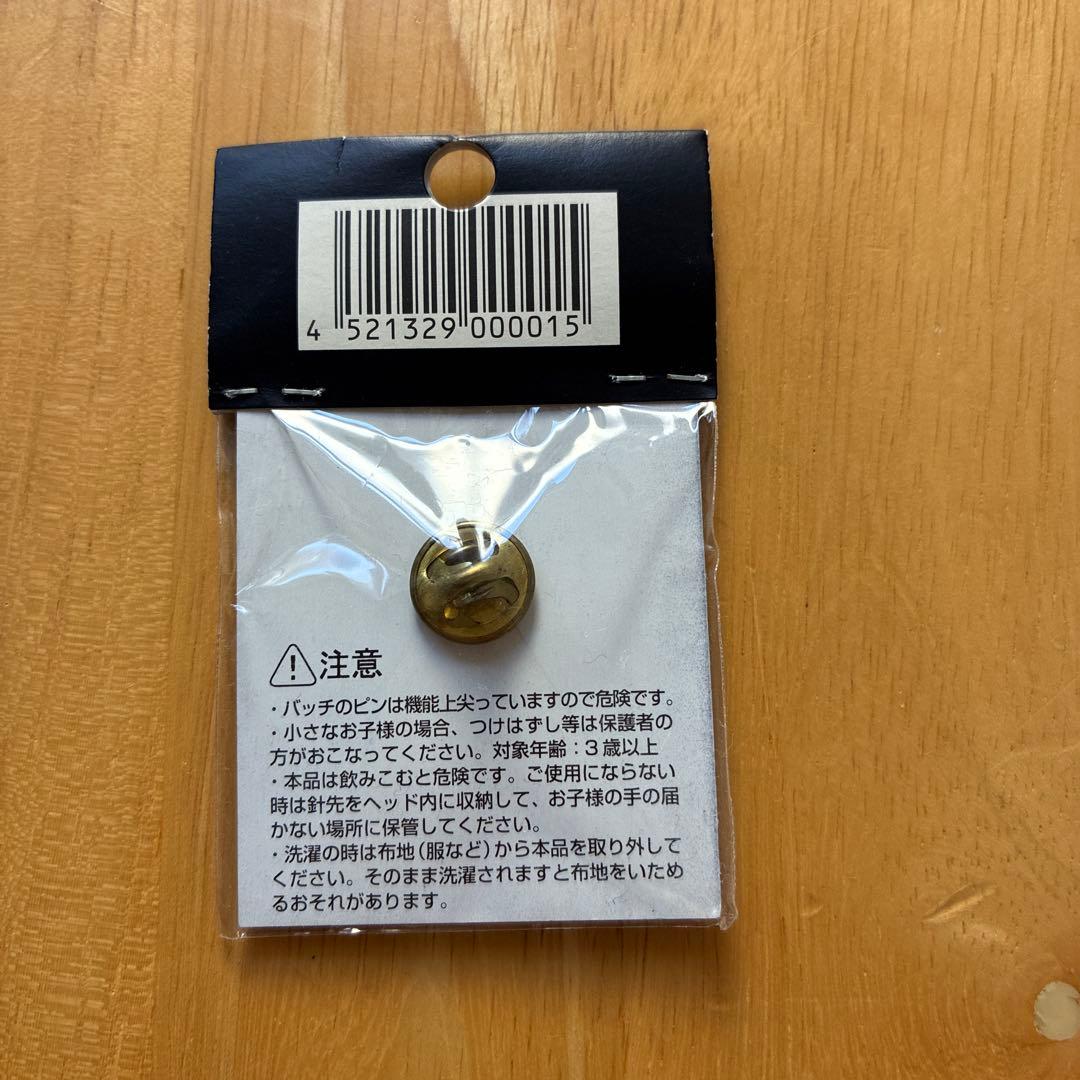 4 521329 000015
注意
・バッチのピンは機能上尖っていますので危険です。
・小さなお子様の場合、つけはずし等は保護者の
方がおこなってください。対象年齢：3歳以上
・本品は飲みこむと危険です。ご使用にならない
時は針先をヘッド内に収納して、お子様の手の届
かない場所に保管してください。
・洗濯の時は布地（服など）から本品を取り外して
ください。そのまま洗濯されますと布地をいため
るおそれがあります。